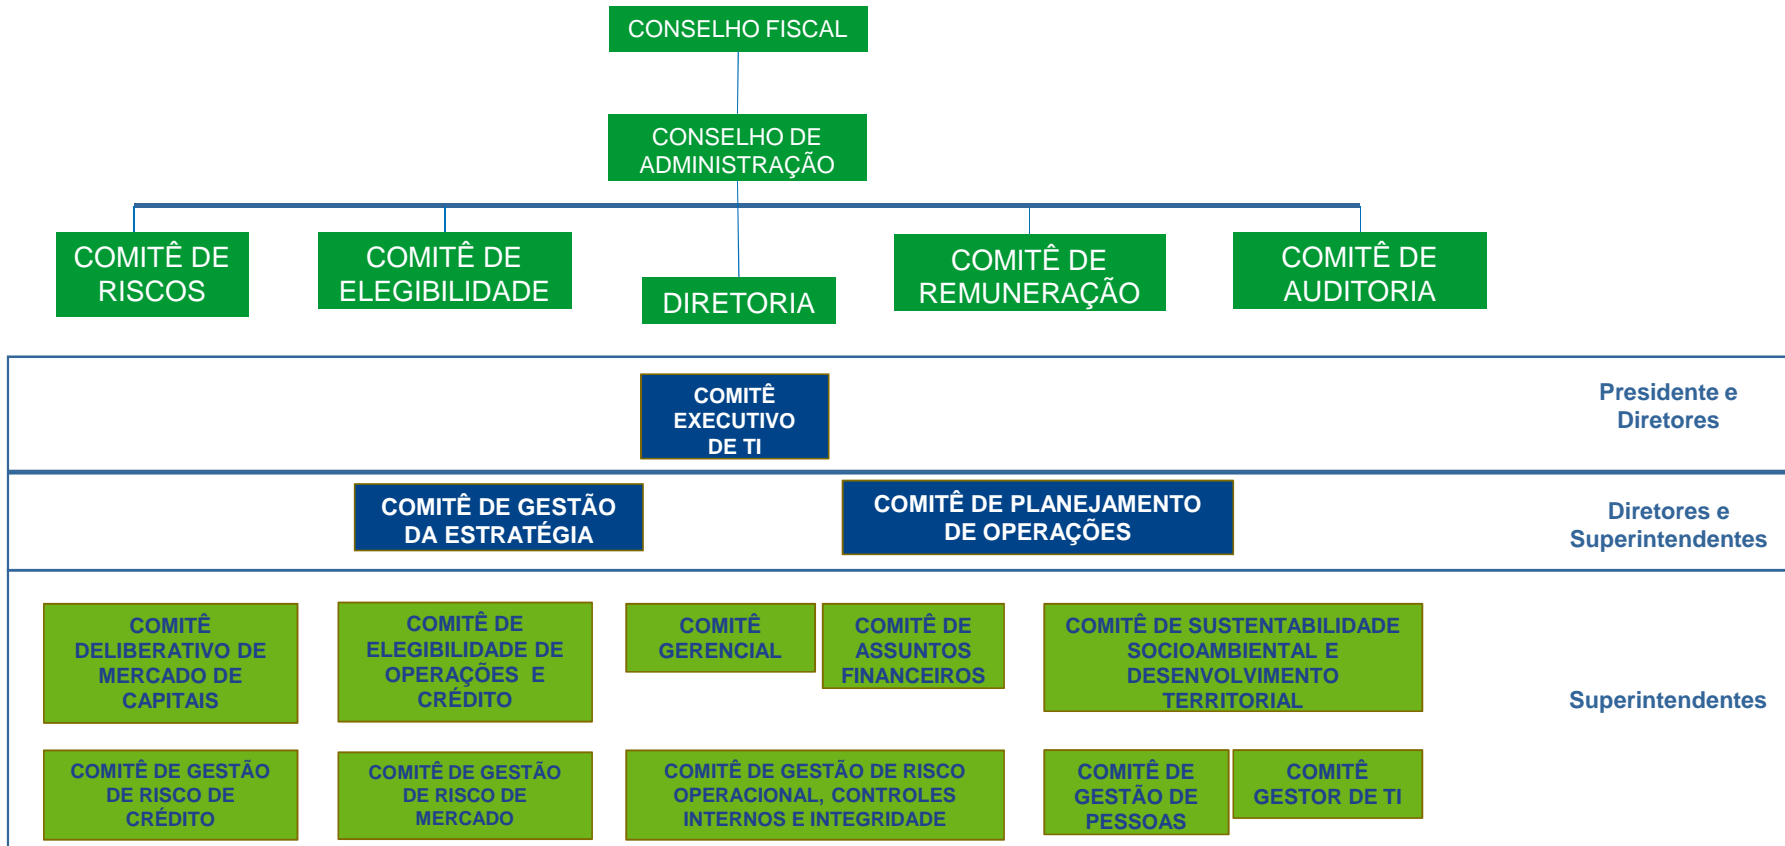 CONSELHO FISCAL
CONSELHO DE
ADMINISTRAÇÃO
COMITÊ DE
RISCOS
COMITÊ DE
ELEGIBILIDADE
DIRETORIA
COMITÊ DE
REMUNERAÇÃO
COMITÊ DE
AUDITORIA
COMITÊ
EXECUTIVO
DE TI
Presidente e
Diretores
COMITÊ DE GESTÃO
DA ESTRATÉGIA
COMITÊ DE PLANEJAMENTO
DE OPERAÇÕES
Diretores e
Superintendentes
COMITÊ
DELIBERATIVO DE
MERCADO DE
CAPITAIS
COMITÊ DE
ELEGIBILIDADE DE
OPERAÇÕES E
CRÉDITO
COMITÊ
GERENCIAL
COMITÊ DE
ASSUNTOS
FINANCEIROS
COMITÊ DE SUSTENTABILIDADE
SOCIOAMBIENTAL E
DESENVOLVIMENTO
TERRITORIAL
Superintendentes
COMITÊ DE GESTÃO
DE RISCO DE
CRÉDITO
COMITÊ DE GESTÃO
DE RISCO DE
MERCADO
COMITÊ DE GESTÃO DE RISCO
OPERACIONAL, CONTROLES
INTERNOS E INTEGRIDADE
COMITÊ DE
GESTÃO DE
PESSOAS
COMITÊ
GESTOR DE TI